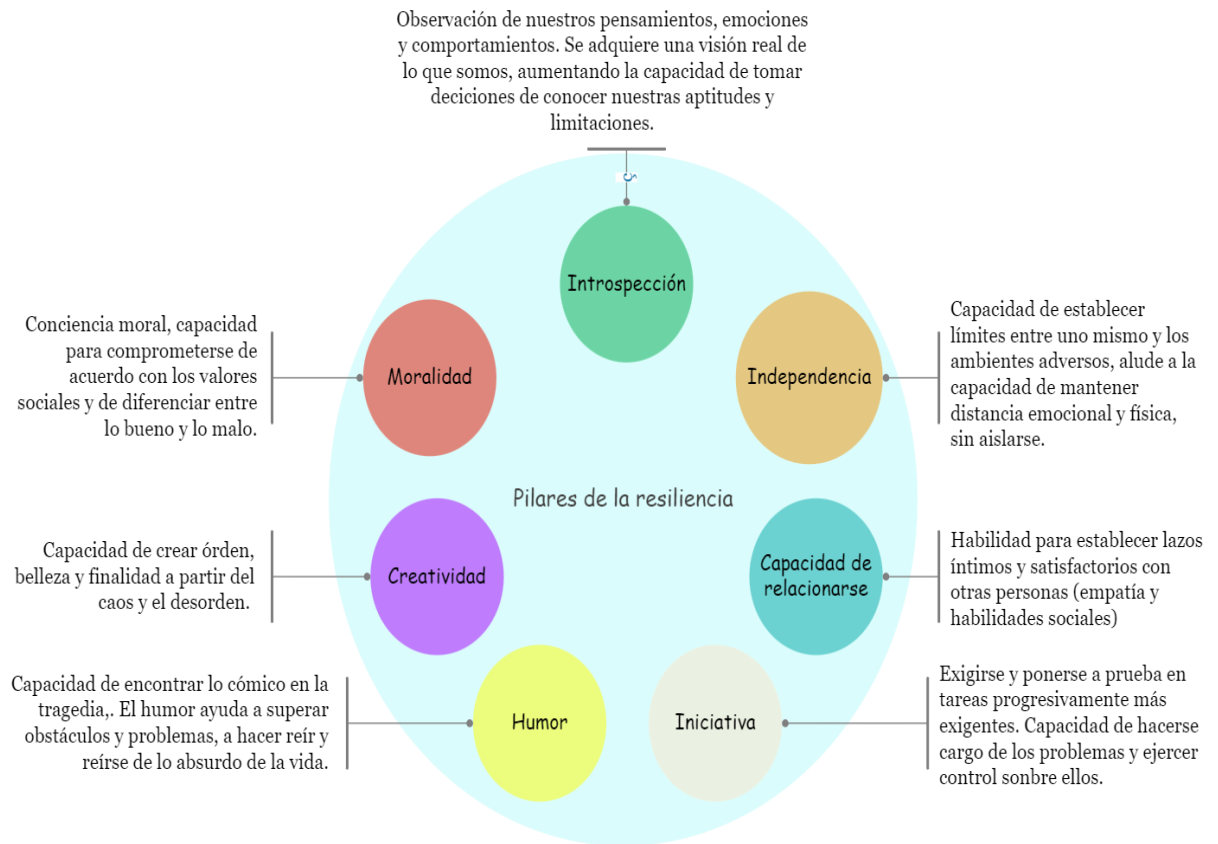 Observación de nuestros pensamientos, emociones
y comportamientos. Se adquiere una visión real de
lo que somos, aumentando la capacidad de tomar
deciciones de conocer nuestras aptitudes y
limitaciones.
Introspección
Conciencia moral, capacidad
para comprometerse de
acuerdo con los valores
sociales y de diferenciar entre
lo bueno y lo malo.
Moralidad
Independencia
Capacidad de establecer
límites entre uno mismo y los
ambientes adversos, alude a la
capacidad de mantener
distancia emocional y física,
sin aislarse.
Pilares de la resiliencia
Capacidad de crear órden,
belleza y finalidad a partir del
caos y el desorden.
Creatividad
Capacidad de
relacionarse
Habilidad para establecer lazos
íntimos y satisfactorios con
otras personas (empatía y
habilidades sociales)
Capacidad de encontrar lo cómico en la
tragedia,. El humor ayuda a superar
obstáculos y problemas, a hacer reír y
reírse de lo absurdo de la vida.
Humor
Iniciativa
Exigirse y ponerse a prueba en
tareas progresivamente más
exigentes. Capacidad de hacerse
cargo de los problemas y ejercer
control sonbre ellos.